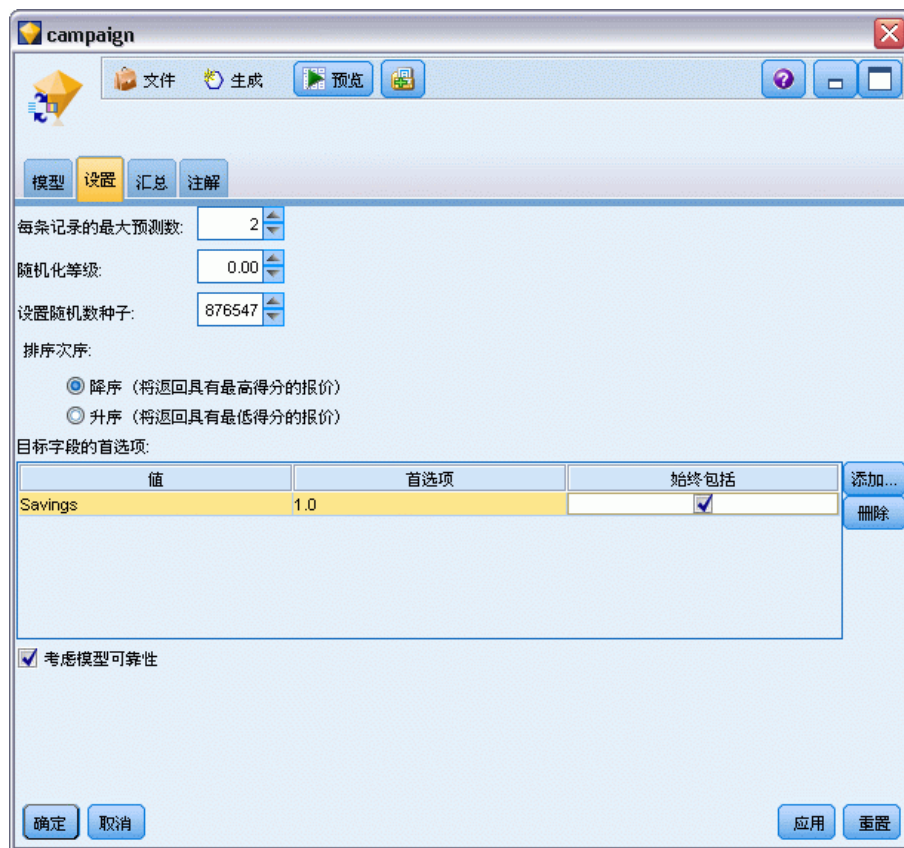 campaign
文件 生成 预览 ?
模型 设置 汇总 注解
每条记录的最大预测数: 2
随机化等级: 0.00
设置随机数种子: 876547
排序次序:
降序（将返回具有最高得分的报价）
升序（将返回具有最低得分的报价）
目标字段的首选项:
值 首选项 始终包括 添加...
Savings 1.0 删除
考虑模型可靠性
确定 取消 应用 重置